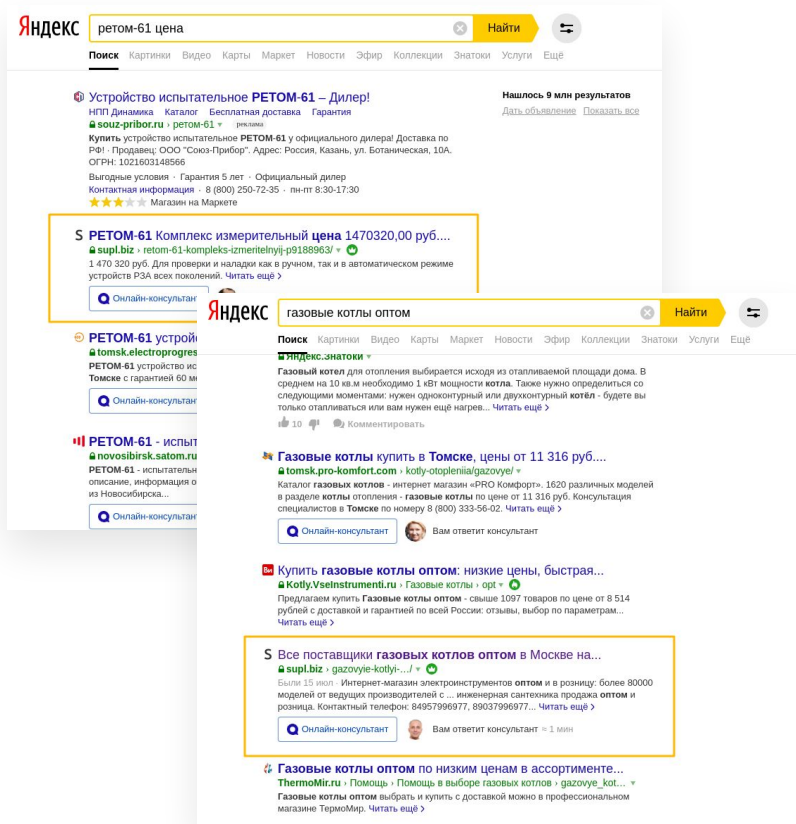 Яндекс
ретом-61 цена
Найти
Поиск Картинки Видео Карты Маркет Новости Эфир Коллекции Знатоки Услуги Ещё
Устройство испытательное РЕТОМ-61 – Дилер!
НПП Динамика Каталог Бесплатная доставка Гарантия
souz-pribor.ru › ретом-61 реклама
Купить устройство испытательное РЕТОМ-61 у официального дилера! Доставка по
РФ! · Продавец: ООО "Союз-Прибор". Адрес: Россия, Казань, ул. Ботаническая, 10А.
ОГРН: 1021603148566
Выгодные условия · Гарантия 5 лет · Официальный дилер
Контактная информация · 8 (800) 250-72-35 · пн-пт 8:30-17:30
Магазин на Маркете
Нашлось 9 млн результатов
Дать объявление Показать все
S РЕТОМ-61 Комплекс измерительный цена 1470320,00 руб....
supl.biz › retom-61-kompleks-izmeritelnyij-p9188963/
1 470 320 руб. Для проверки и наладки как в ручном, так и в автоматическом режиме
устройств РЗА всех поколений. Читать ещё >
Онлайн-консультант
РЕТОМ-61 устрой
tomsk.electroprogres
РЕТОМ-61 устройство ис
Томске с гарантией 60 ме
Онлайн-консультан
РЕТОМ-61 - испыт
novosibirsk.satom.ru
РЕТОМ-61 - испытательн
описание, информация о
из Новосибирска...
Онлайн-консультан
Яндекс
газовые котлы оптом
Найти
Поиск Картинки Видео Карты Маркет Новости Эфир Коллекции Знатоки Услуги Ещё
Яндекс.Знатоки
Газовый котел для отопления выбирается исходя из отапливаемой площади дома. В
среднем на 10 кв.м необходимо 1 кВт мощности котла. Также нужно определиться со
следующими моментами: нужен одноконтурный или двухконтурный котёл - будете вы
только отапливаться или вам нужен ещё нагрев... Читать ещё >
10 Комментировать
Газовые котлы купить в Томске, цены от 11 316 руб....
tomsk.pro-komfort.com › kotly-otopleniia/gazovye/
Каталог газовых котлов - интернет магазин «PRO Комфорт». 1620 различных моделей
в разделе котлы отопления - газовые котлы по цене от 11 316 руб. Консультация
специалистов в Томске по номеру 8 (800) 333-56-02. Читать ещё >
Онлайн-консультант Вам ответит консультант
Ви Купить газовые котлы оптом: низкие цены, быстрая...
Kotly.VseInstrumenti.ru › Газовые котлы › opt
Предлагаем купить Газовые котлы оптом - свыше 1097 товаров по цене от 8 514
рублей с доставкой и гарантией по всей России: отзывы, выбор по параметрам...
Читать ещё >
S Все поставщики газовых котлов оптом в Москве на...
supl.biz › gazovyie-kotlyi-.../
Были 15 июл. · Интернет-магазин электроинструментов оптом и в розницу: более 80000
моделей от ведущих производителей с ... инженерная сантехника продажа оптом и
розница. Контактный телефон: 84957996977, 89037996977... Читать ещё >
Онлайн-консультант Вам ответит консультант ≈ 1 мин
Газовые котлы оптом по низким ценам в ассортименте...
ThermoMir.ru › Помощь › Помощь в выборе газовых котлов › gazovye_kot...
Газовые котлы оптом выбрать и купить с доставкой можно в профессиональном
магазине ТермоМир. Читать ещё >